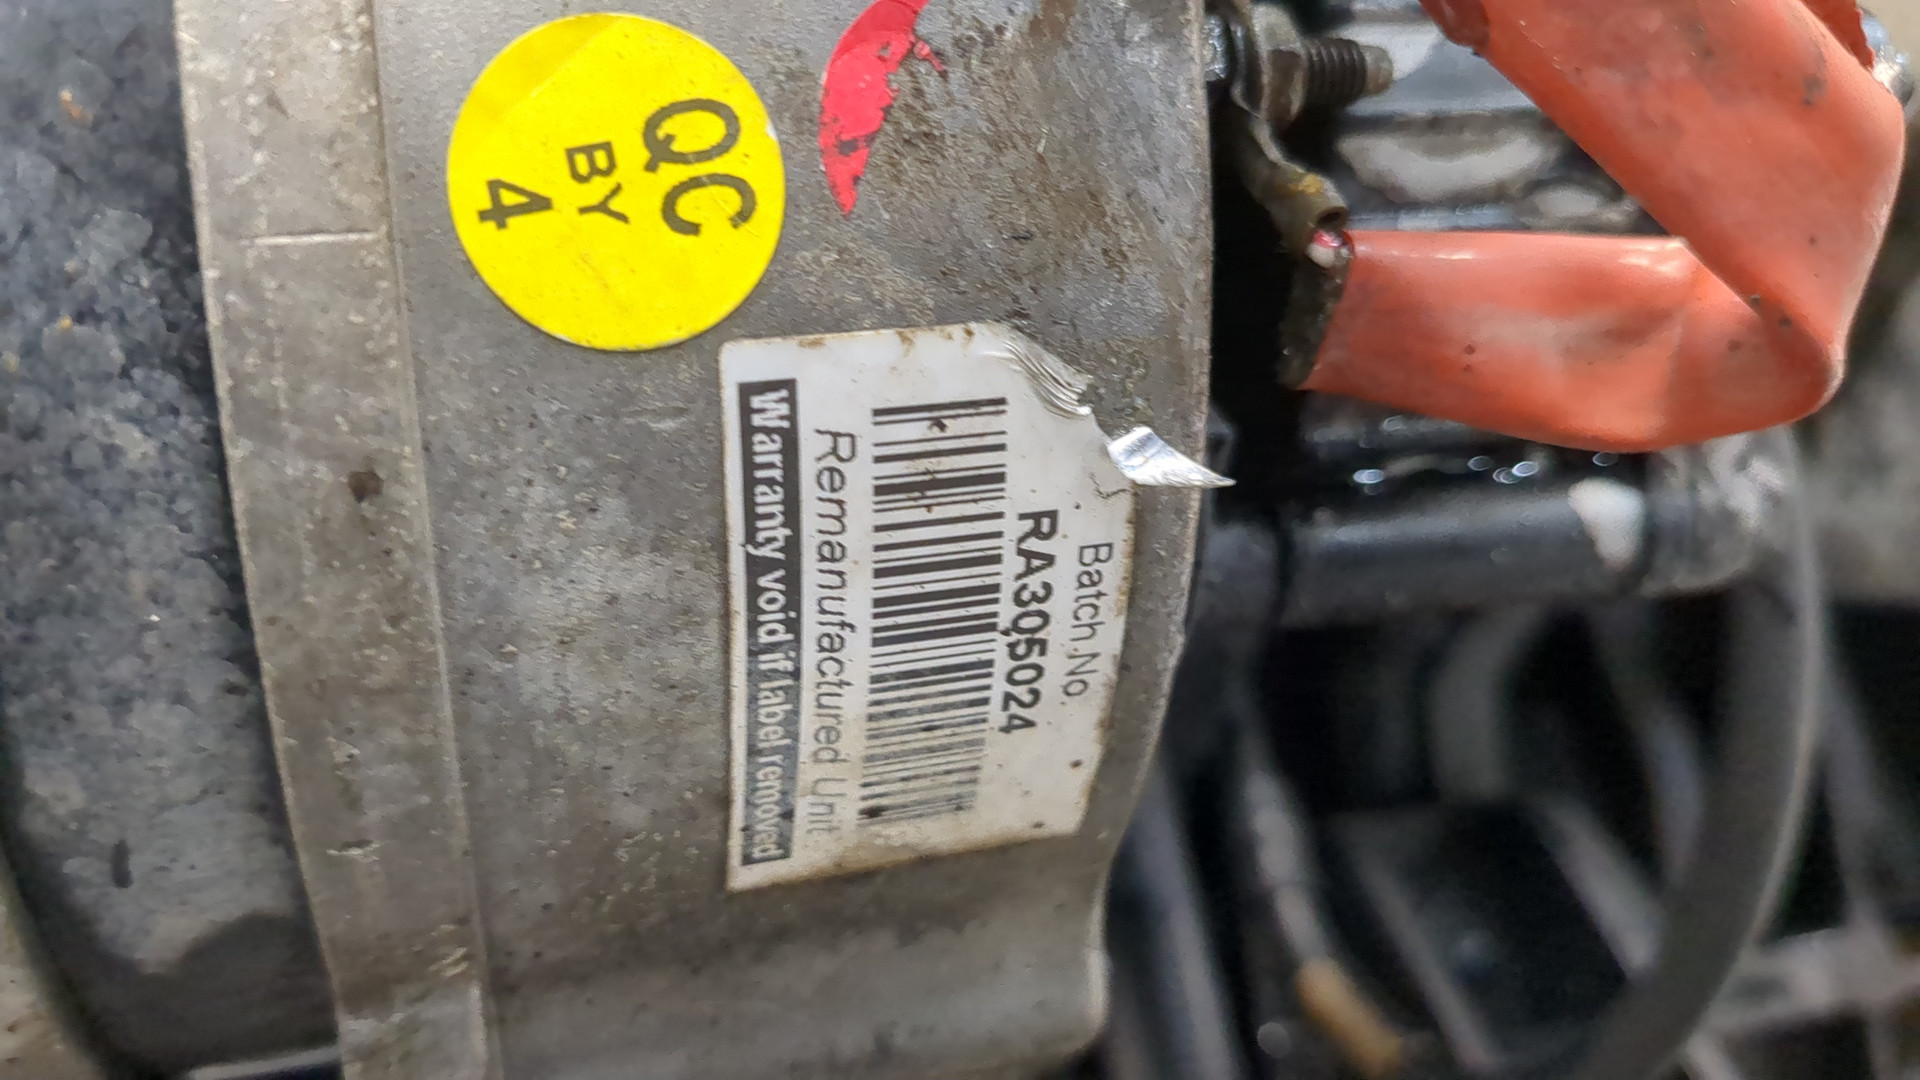 QC
BY
4
Batch No.
RA305024
Remanufactured Unit
Warranty void if label removed